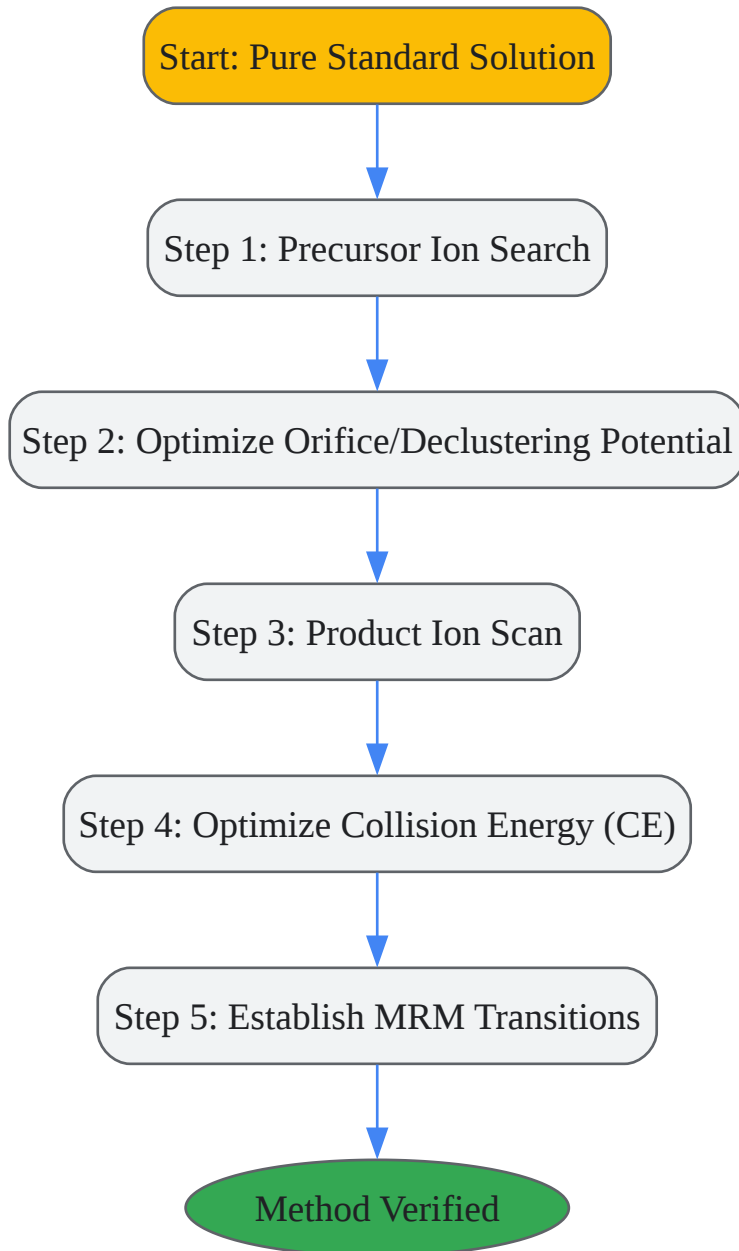 Start: Pure Standard Solution
Step 1: Precursor Ion Search
Step 2: Optimize Orifice/Declustering Potential
Step 3: Product Ion Scan
Step 4: Optimize Collision Energy (CE)
Step 5: Establish MRM Transitions
Method Verified